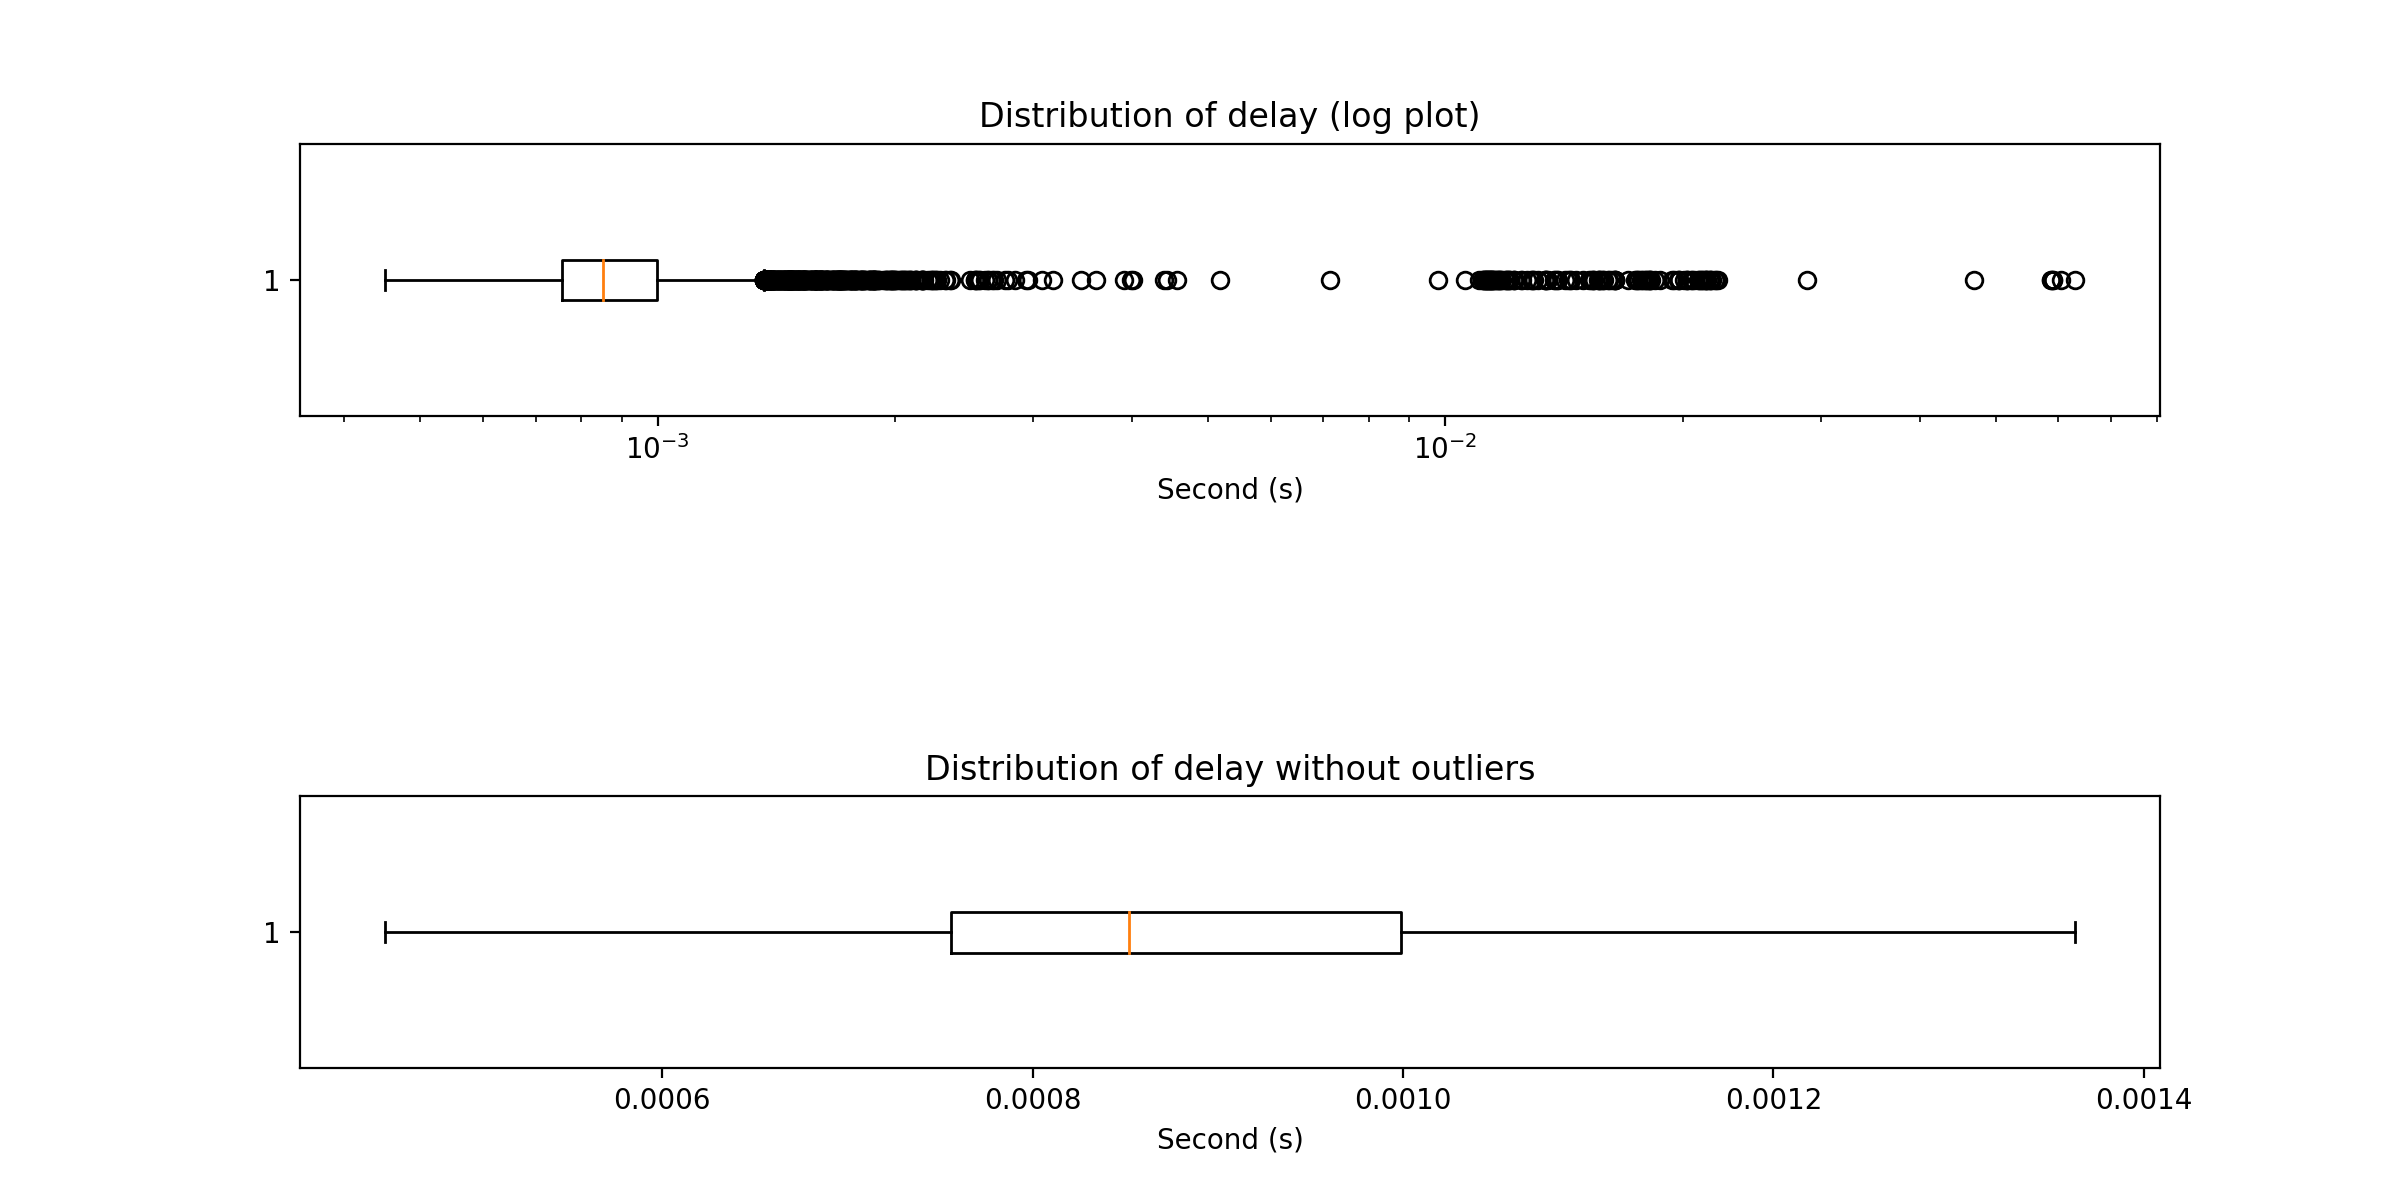 Distribution of delay (log plot)
1
10⁻³ 10⁻²
Second (s)
Distribution of delay without outliers
1
0.0006 0.0008 0.0010 0.0012 0.0014
Second (s)